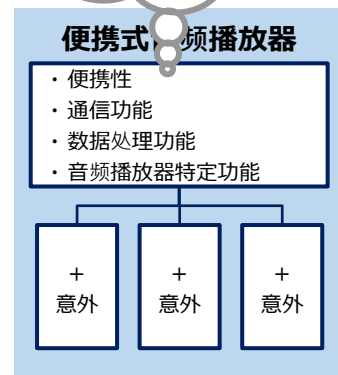 便携式 频播放器
・便携性
・通信功能
・数据处理功能
・音频播放器特定功能
+
意外
+
意外
+
意外